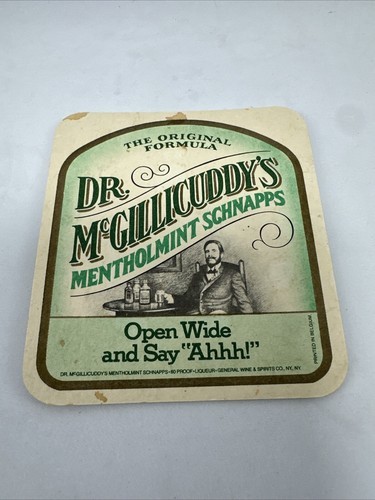 THE ORIGINAL
FORMULA
DR.
McGILLICUDDY'S
MENTHOLMINT SCHNAPPS
Open Wide
and Say "Ahhh!"
DR. McGILLICUDDY'S MENTHOLMINT SCHNAPPS•60 PROOF•LIQUEUR•GENERAL WINE & SPIRITS CO., NY, NY